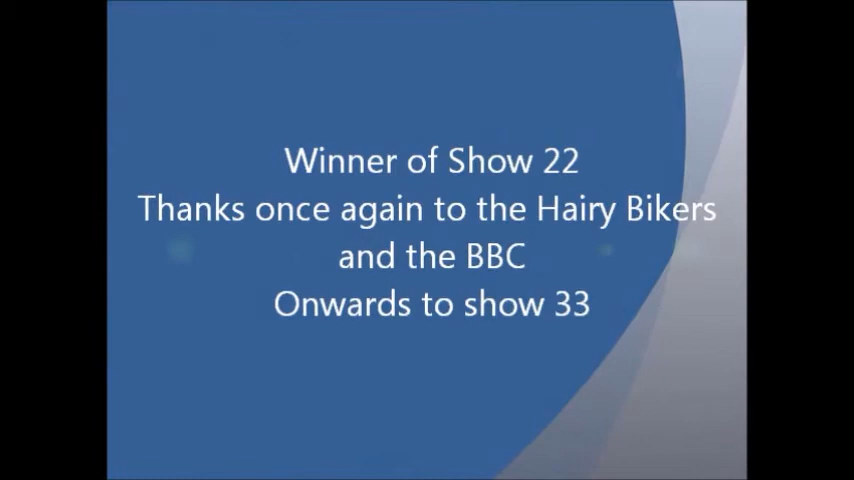 Winner of Show 22
Thanks once again to the Hairy Bikers
and the BBC
Onwards to show 33